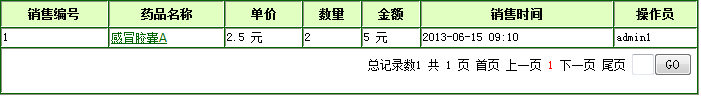 销售编号 药品名称 单价 数量 金额 销售时间 操作员
1 感冒胶囊A 2.5 元 2 5 元 2013-06-15 09:10 admin1
总记录数1 共 1 页 首页 上一页 1 下一页 尾页 GO